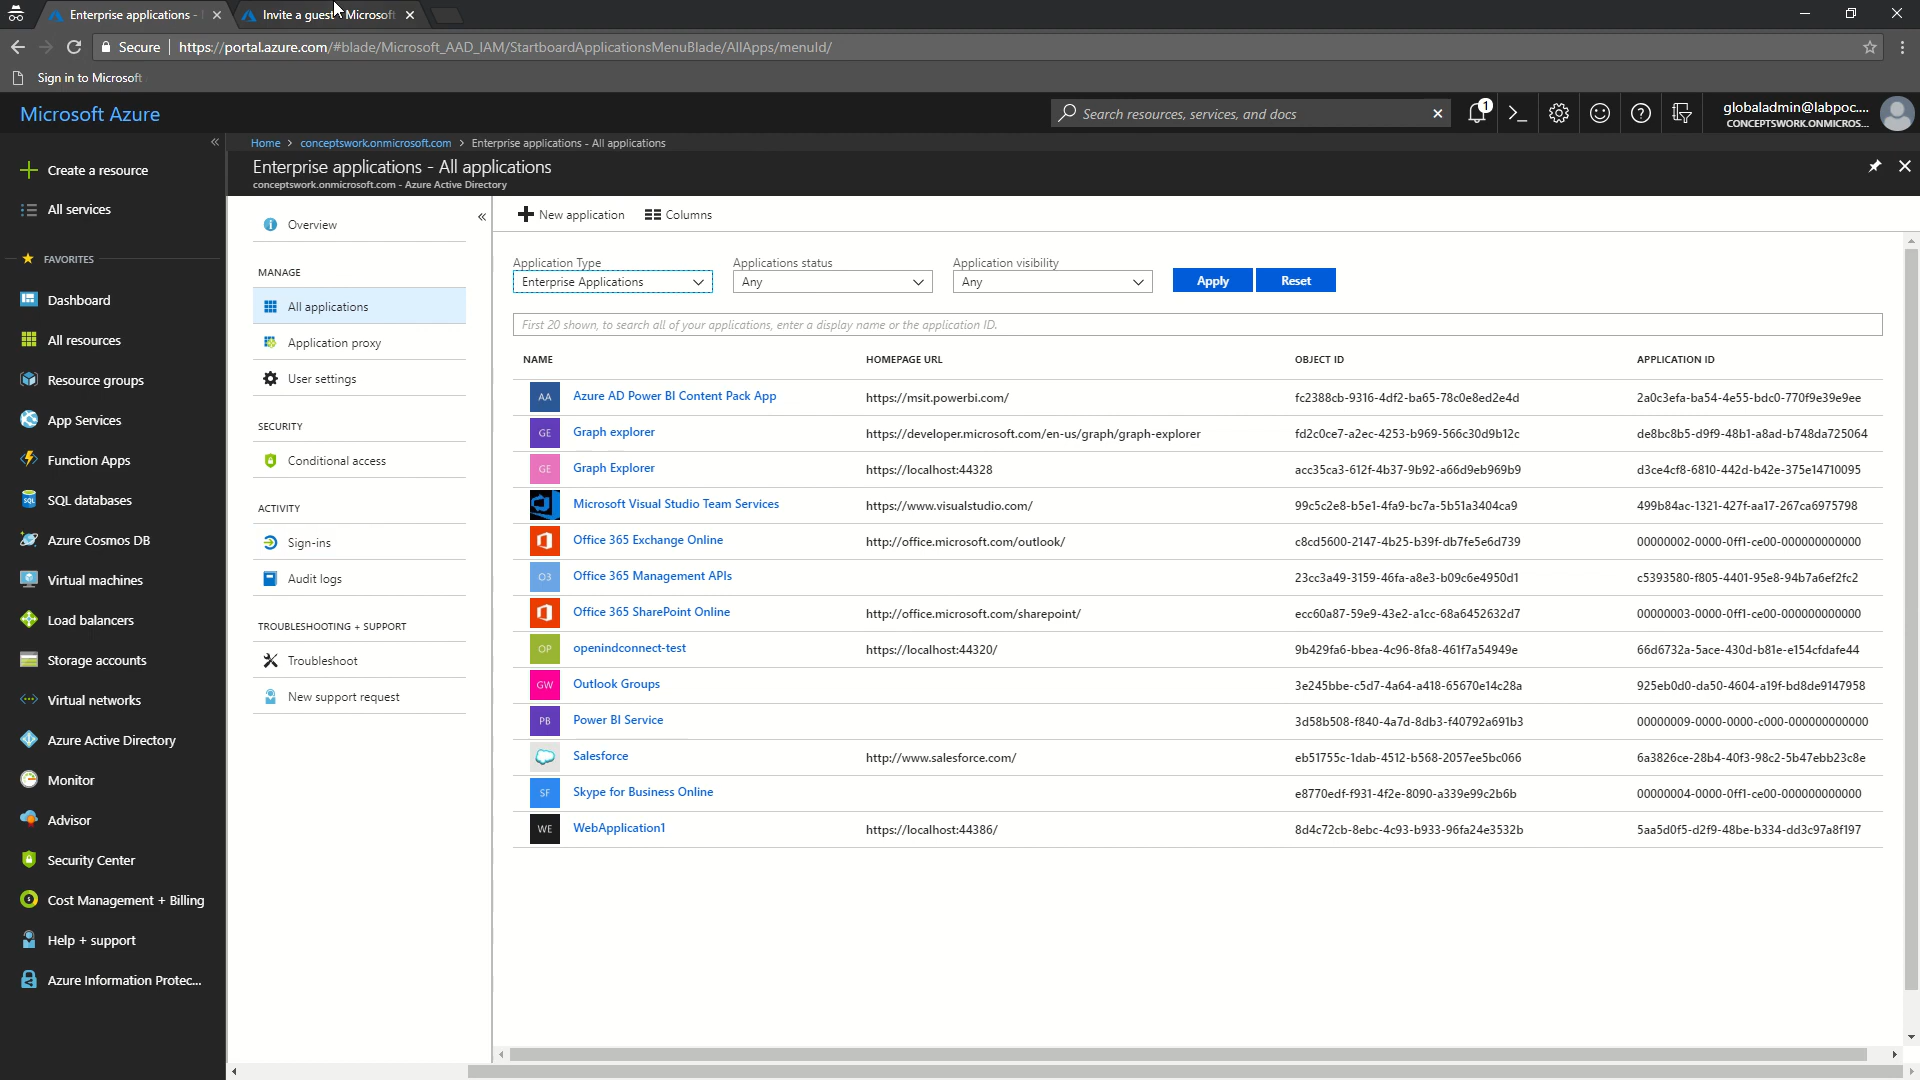 Enterprise applications -
Invite a guest - Microsoft
Secure
https://portal.azure.com/#blade/Microsoft_AAD_IAM/StartboardApplicationsMenuBlade/AllApps/menuId/
Sign in to Microsoft
Microsoft Azure
Search resources, services, and docs
1
globaladmin@labpoc....
CONCEPTSWORK.ONMICROS...
Home > conceptswork.onmicrosoft.com > Enterprise applications - All applications
Enterprise applications - All applications
conceptswork.onmicrosoft.com - Azure Active Directory
Create a resource
All services
FAVORITES
Dashboard
All resources
Resource groups
App Services
Function Apps
SQL databases
Azure Cosmos DB
Virtual machines
Load balancers
Storage accounts
Virtual networks
Azure Active Directory
Monitor
Advisor
Security Center
Cost Management + Billing
Help + support
Azure Information Protec...
Overview
MANAGE
All applications
Application proxy
User settings
SECURITY
Conditional access
ACTIVITY
Sign-ins
Audit logs
TROUBLESHOOTING + SUPPORT
Troubleshoot
New support request
New application Columns
Application Type Applications status Application visibility
Enterprise Applications Any Any Apply Reset
First 20 shown, to search all of your applications, enter a display name or the application ID.
NAME HOMEPAGE URL OBJECT ID APPLICATION ID
AA Azure AD Power BI Content Pack App https://msit.powerbi.com/ fc2388cb-9316-4df2-ba65-78c0e8ed2e4d 2a0c3efa-ba54-4e55-bdc0-770f9e39e9ee
GE Graph explorer https://developer.microsoft.com/en-us/graph/graph-explorer fd2c0ce7-a2ec-4253-b969-566c30d9b12c de8bc8b5-d9f9-48b1-a8ad-b748da725064
GE Graph Explorer https://localhost:44328 acc35ca3-612f-4b37-9b92-a66d9eb969b9 d3ce4cf8-6810-442d-b42e-375e14710095
Microsoft Visual Studio Team Services https://www.visualstudio.com/ 99c5c2e8-b5e1-4fa9-bc7a-5b51a3404ca9 499b84ac-1321-427f-aa17-267ca6975798
Office 365 Exchange Online http://office.microsoft.com/outlook/ c8cd5600-2147-4b25-b39f-db7fe5e6d739 00000002-0000-0ff1-ce00-000000000000
O3 Office 365 Management APIs 23cc3a49-3159-46fa-a8e3-b09c6e4950d1 c5393580-f805-4401-95e8-94b7a6ef2fc2
Office 365 SharePoint Online http://office.microsoft.com/sharepoint/ ecc60a87-59e9-43e2-a1cc-68a6452632d7 00000003-0000-0ff1-ce00-000000000000
OP openindconnect-test https://localhost:44320/ 9b429fa6-bbea-4c96-8fa8-461f7a54949e 66d6732a-5ace-430d-b81e-e154cfdafe44
GW Outlook Groups 3e245bbe-c5d7-4a64-a418-65670e14c28a 925eb0d0-da50-4604-a19f-bd8de9147958
PB Power BI Service 3d58b508-f840-4a7d-8db3-f40792a691b3 00000009-0000-0000-c000-000000000000
Salesforce http://www.salesforce.com/ eb51755c-1dab-4512-b568-2057ee5bc066 6a3826ce-28b4-40f3-98c2-5b47ebb23c8e
SF Skype for Business Online e8770edf-f931-4f2e-8090-a339e99c2b6b 00000004-0000-0ff1-ce00-000000000000
WE WebApplication1 https://localhost:44386/ 8d4c72cb-8ebc-4c93-b933-96fa24e3532b 5aa5d0f5-d2f9-48be-b334-dd3c97a8f197